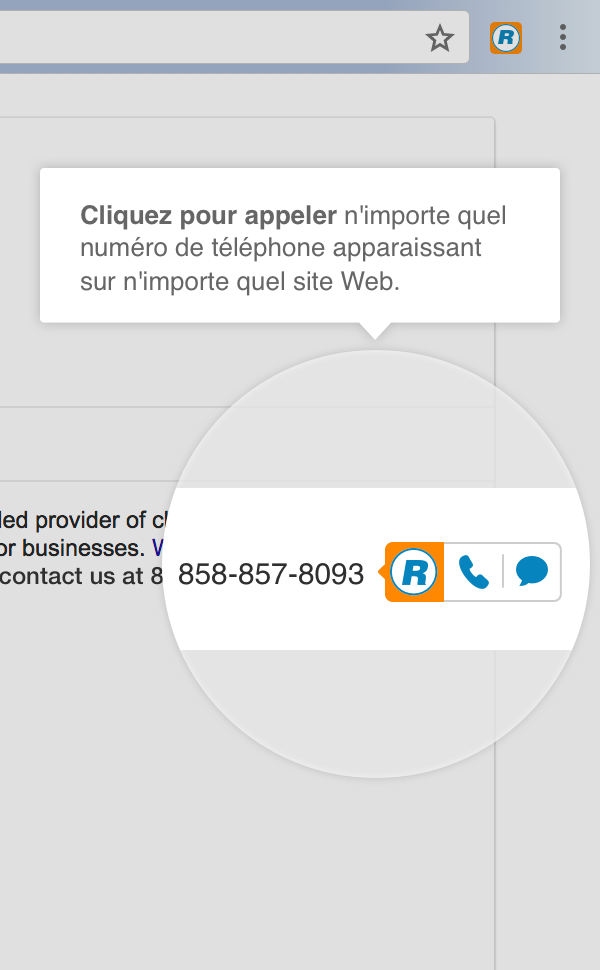 R
Cliquez pour appeler n'importe quel
numéro de téléphone apparaissant
sur n'importe quel site Web.
led provider of
or businesses. W
contact us at 8
858-857-8093 R